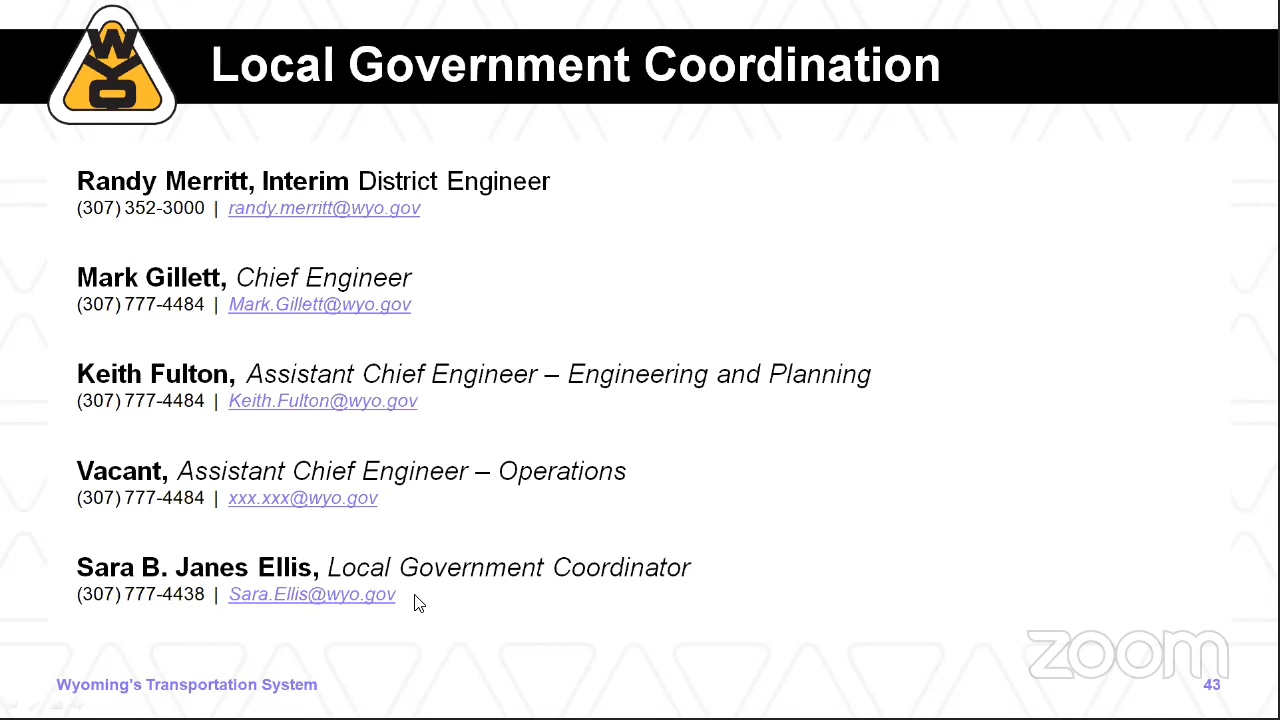 WYO
Local Government Coordination
Randy Merritt, Interim District Engineer
(307) 352-3000 | randy.merritt@wyo.gov
Mark Gillett, Chief Engineer
(307) 777-4484 | Mark.Gillett@wyo.gov
Keith Fulton, Assistant Chief Engineer – Engineering and Planning
(307) 777-4484 | Keith.Fulton@wyo.gov
Vacant, Assistant Chief Engineer – Operations
(307) 777-4484 | xxx.xxx@wyo.gov
Sara B. Janes Ellis, Local Government Coordinator
(307) 777-4438 | Sara.Ellis@wyo.gov
zoom
Wyoming's Transportation System
43